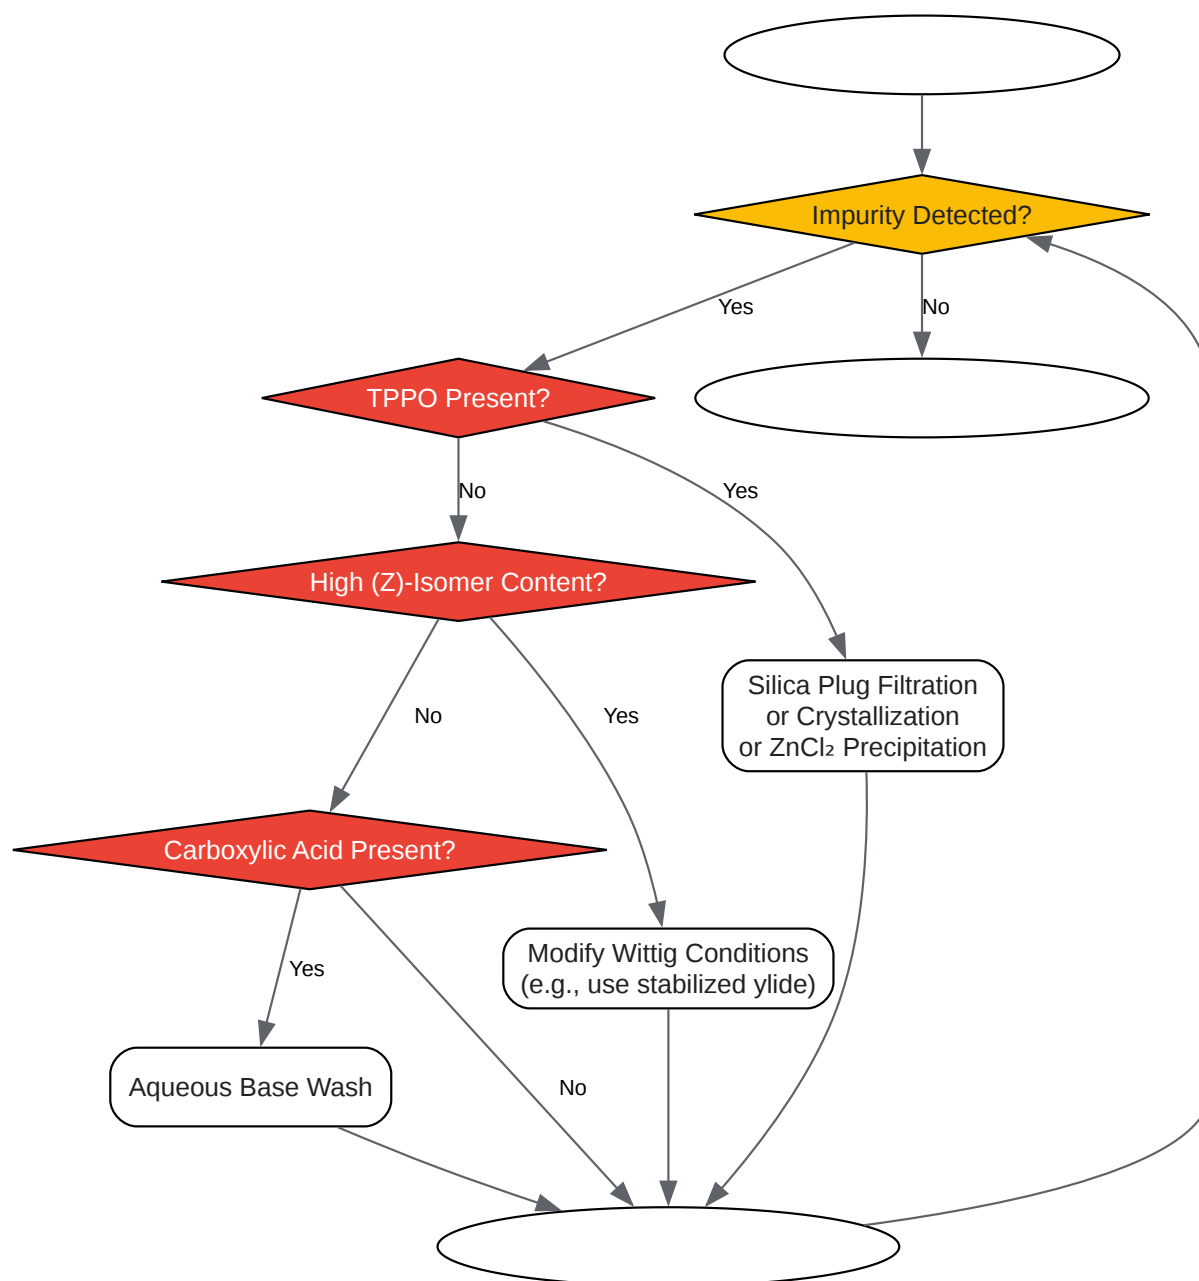 Impurity Detected?
Yes
No
TPPO Present?
No
Yes
High (Z)-Isomer Content?
No
Yes
Silica Plug Filtration
or Crystallization
or ZnCl₂ Precipitation
Carboxylic Acid Present?
Yes
Modify Wittig Conditions
(e.g., use stabilized ylide)
Aqueous Base Wash
No